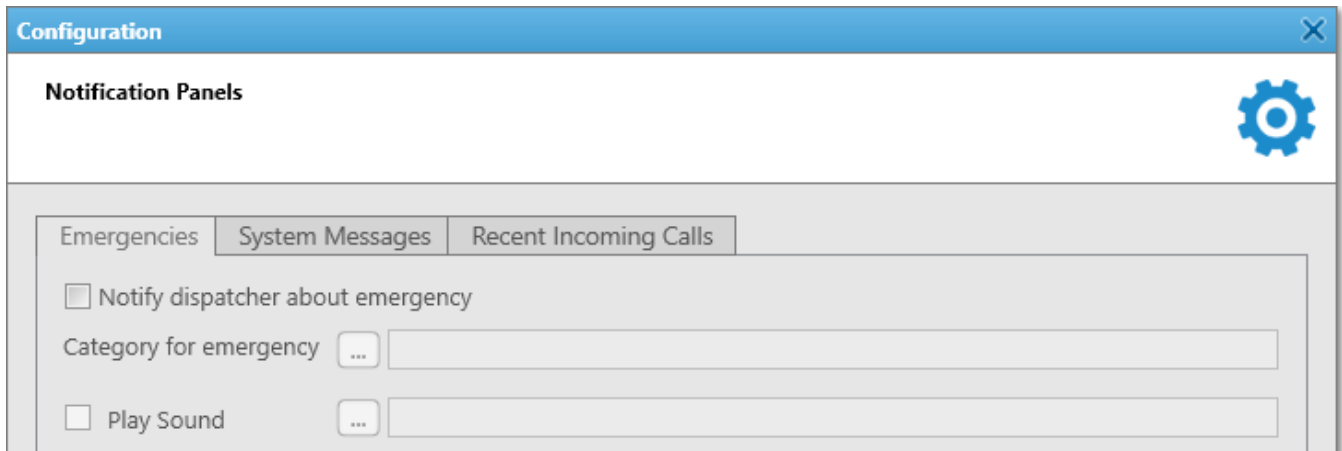 Configuration
Notification Panels
Emergencies System Messages Recent Incoming Calls
Notify dispatcher about emergency
Category for emergency ...
Play Sound ...